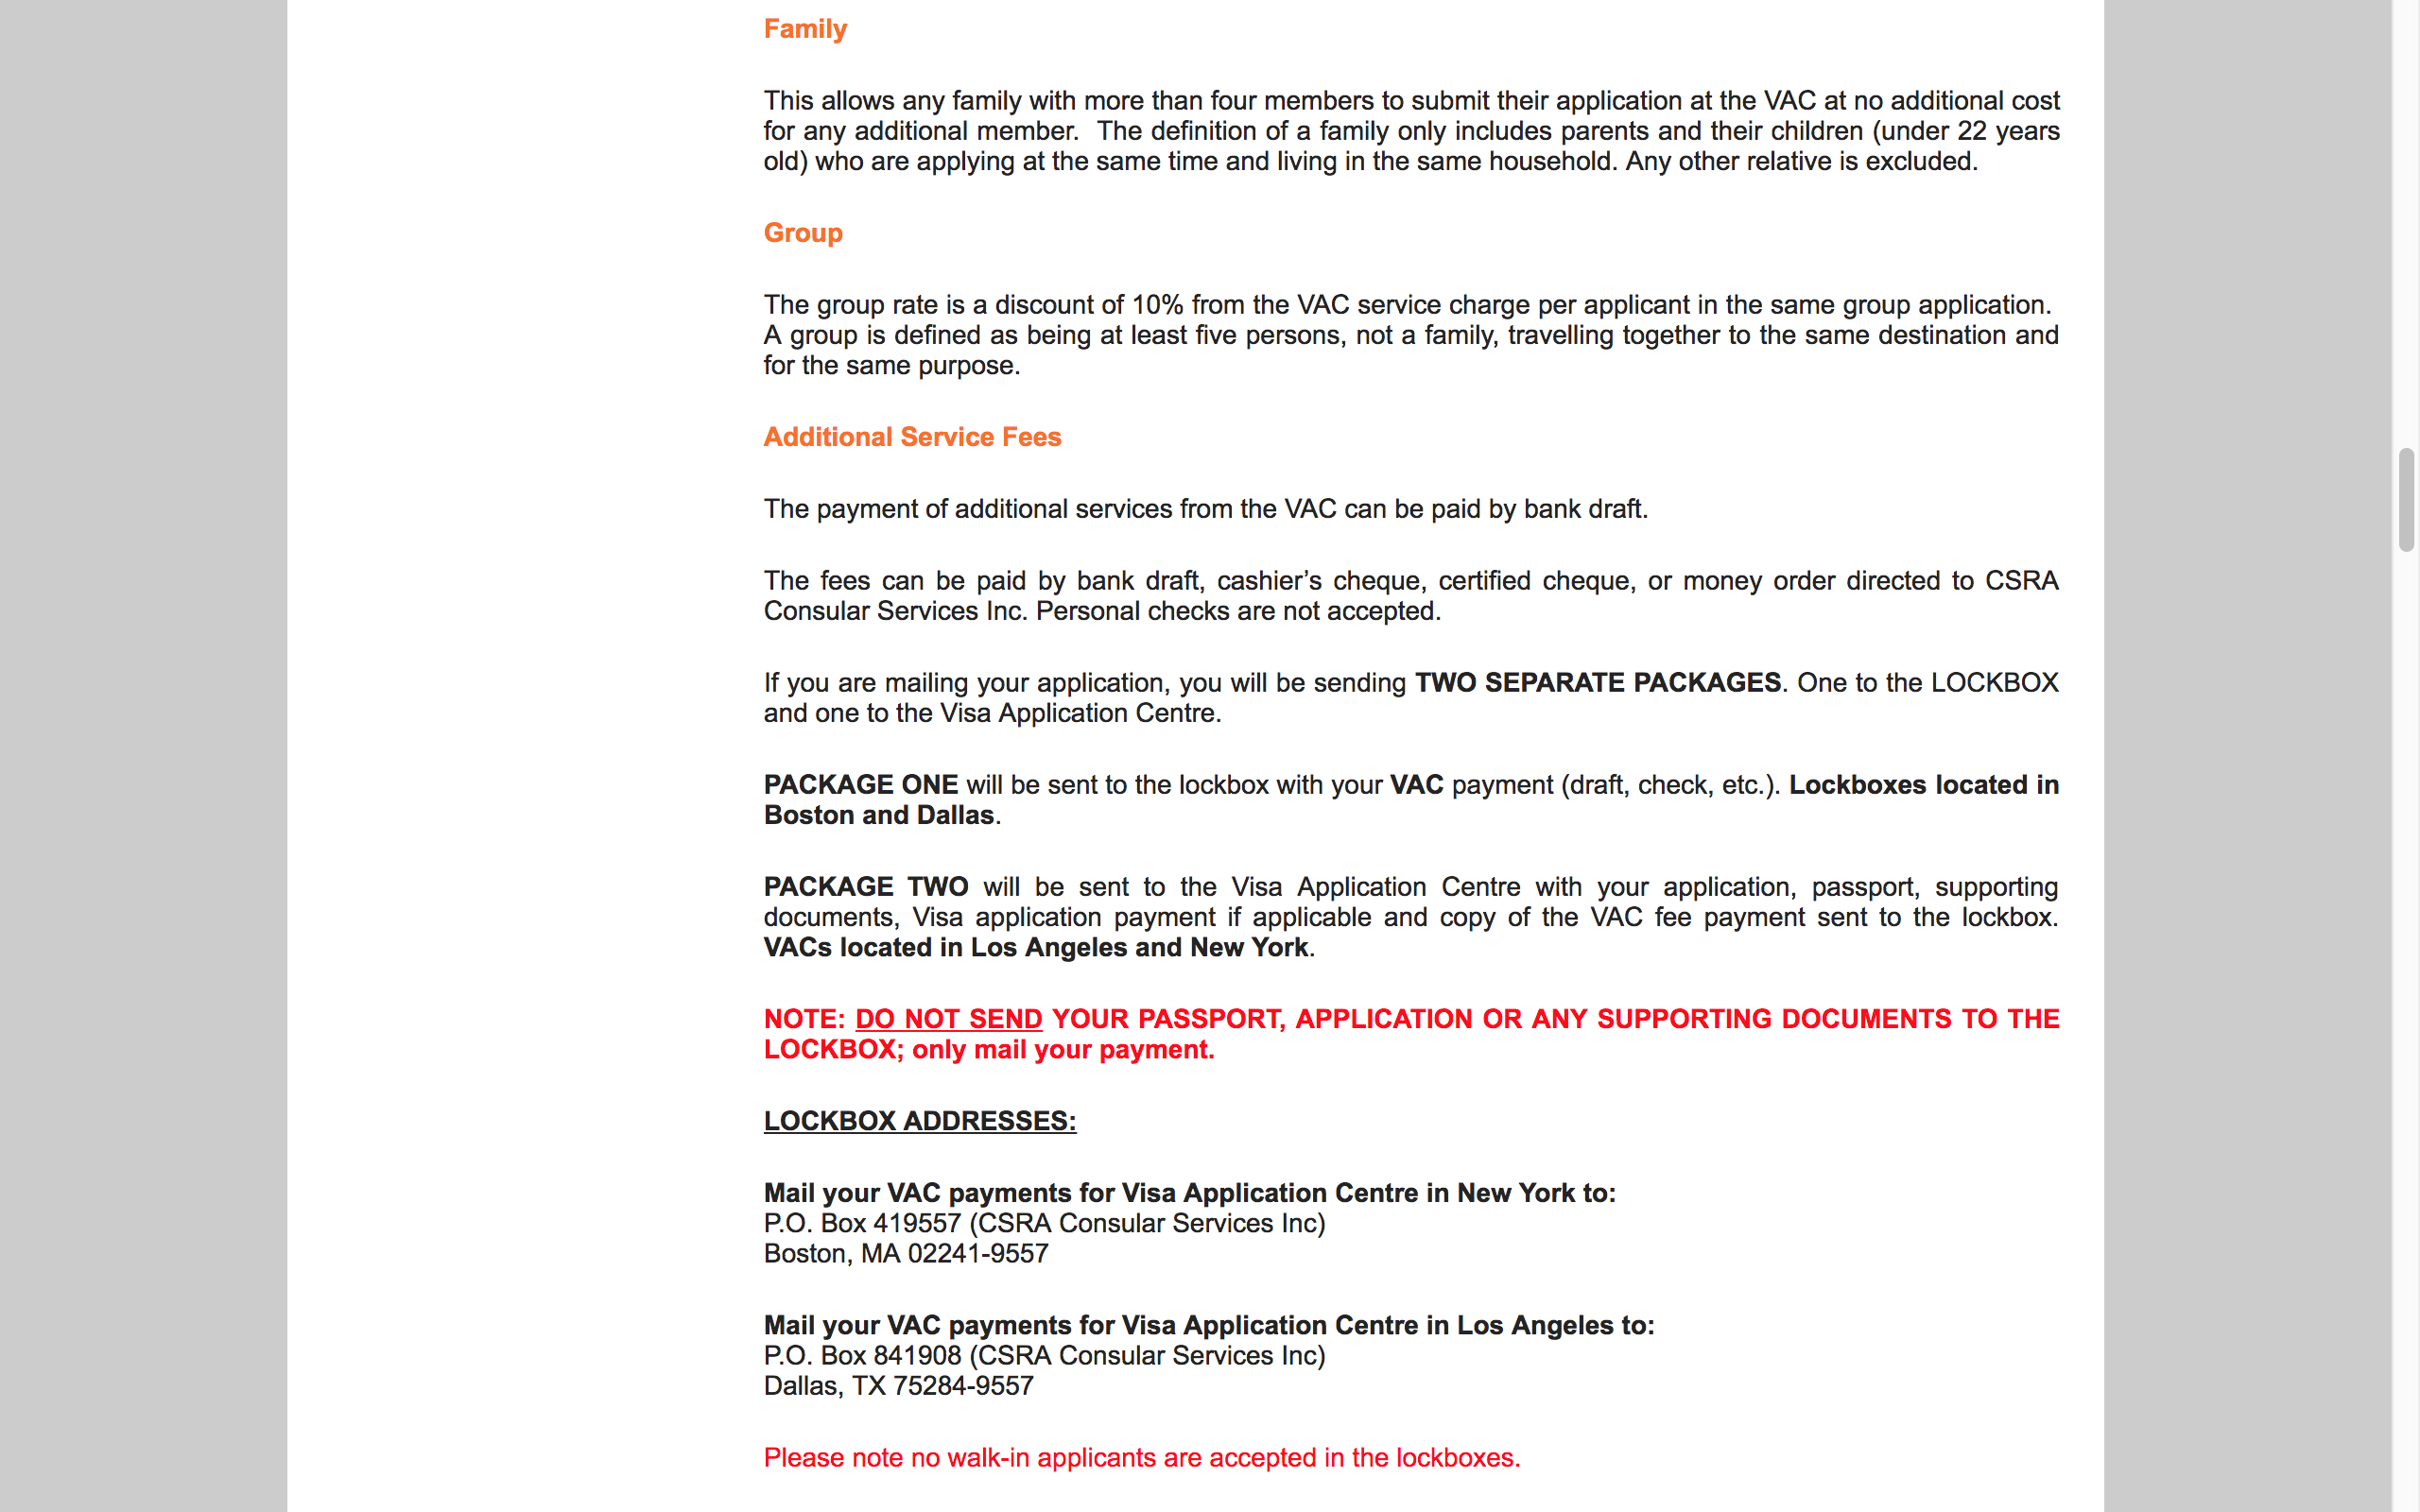 Family
This allows any family with more than four members to submit their application at the VAC at no additional cost
for any additional member.  The definition of a family only includes parents and their children (under 22 years
old) who are applying at the same time and living in the same household. Any other relative is excluded.
Group
The group rate is a discount of 10% from the VAC service charge per applicant in the same group application.
A group is defined as being at least five persons, not a family, travelling together to the same destination and
for the same purpose.
Additional Service Fees
The payment of additional services from the VAC can be paid by bank draft.
The fees can be paid by bank draft, cashier’s cheque, certified cheque, or money order directed to CSRA
Consular Services Inc. Personal checks are not accepted.
If you are mailing your application, you will be sending TWO SEPARATE PACKAGES. One to the LOCKBOX
and one to the Visa Application Centre.
PACKAGE ONE will be sent to the lockbox with your VAC payment (draft, check, etc.). Lockboxes located in
Boston and Dallas.
PACKAGE TWO will be sent to the Visa Application Centre with your application, passport, supporting
documents, Visa application payment if applicable and copy of the VAC fee payment sent to the lockbox.
VACs located in Los Angeles and New York.
NOTE: DO NOT SEND YOUR PASSPORT, APPLICATION OR ANY SUPPORTING DOCUMENTS TO THE
LOCKBOX; only mail your payment.
LOCKBOX ADDRESSES:
Mail your VAC payments for Visa Application Centre in New York to:
P.O. Box 419557 (CSRA Consular Services Inc)
Boston, MA 02241-9557
Mail your VAC payments for Visa Application Centre in Los Angeles to:
P.O. Box 841908 (CSRA Consular Services Inc)
Dallas, TX 75284-9557
Please note no walk-in applicants are accepted in the lockboxes.